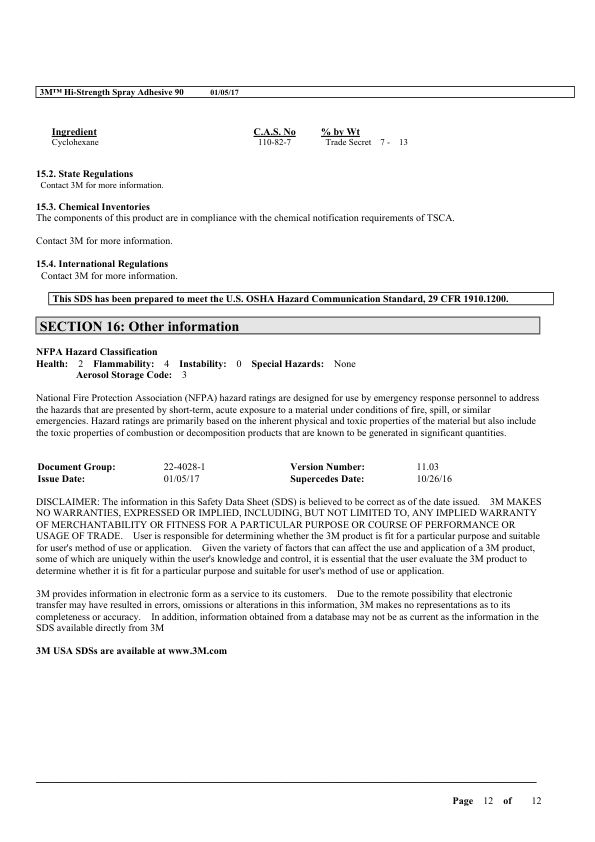 3M™ Hi-Strength Spray Adhesive 90 01/05/17
Ingredient C.A.S. No % by Wt
Cyclohexane 110-82-7 Trade Secret 7 - 13
15.2. State Regulations
Contact 3M for more information.
15.3. Chemical Inventories
The components of this product are in compliance with the chemical notification requirements of TSCA.
Contact 3M for more information.
15.4. International Regulations
Contact 3M for more information.
This SDS has been prepared to meet the U.S. OSHA Hazard Communication Standard, 29 CFR 1910.1200.
SECTION 16: Other information
NFPA Hazard Classification
Health: 2 Flammability: 4 Instability: 0 Special Hazards: None
Aerosol Storage Code: 3
National Fire Protection Association (NFPA) hazard ratings are designed for use by emergency response personnel to address
the hazards that are presented by short-term, acute exposure to a material under conditions of fire, spill, or similar
emergencies. Hazard ratings are primarily based on the inherent physical and toxic properties of the material but also include
the toxic properties of combustion or decomposition products that are known to be generated in significant quantities.
Document Group: 22-4028-1 Version Number: 11.03
Issue Date: 01/05/17 Supercedes Date: 10/26/16
DISCLAIMER: The information in this Safety Data Sheet (SDS) is believed to be correct as of the date issued. 3M MAKES
NO WARRANTIES, EXPRESSED OR IMPLIED, INCLUDING, BUT NOT LIMITED TO, ANY IMPLIED WARRANTY
OF MERCHANTABILITY OR FITNESS FOR A PARTICULAR PURPOSE OR COURSE OF PERFORMANCE OR
USAGE OF TRADE. User is responsible for determining whether the 3M product is fit for a particular purpose and suitable
for user's method of use or application. Given the variety of factors that can affect the use and application of a 3M product,
some of which are uniquely within the user's knowledge and control, it is essential that the user evaluate the 3M product to
determine whether it is fit for a particular purpose and suitable for user's method of use or application.
3M provides information in electronic form as a service to its customers. Due to the remote possibility that electronic
transfer may have resulted in errors, omissions or alterations in this information, 3M makes no representations as to its
completeness or accuracy. In addition, information obtained from a database may not be as current as the information in the
SDS available directly from 3M
3M USA SDSs are available at www.3M.com
Page 12 of 12